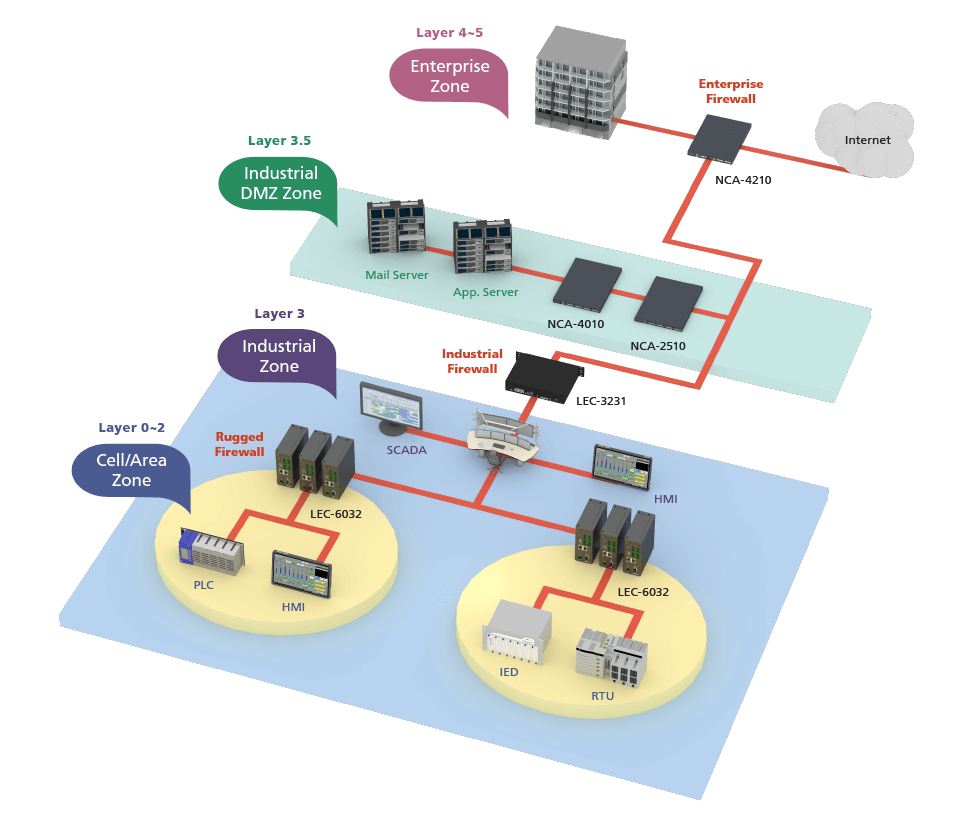 Layer 4~5
Enterprise
Zone
Enterprise
Firewall
Internet
NCA-4210
Layer 3.5
Industrial
DMZ Zone
Mail Server
App. Server
NCA-4010
NCA-2510
Layer 3
Industrial
Zone
Industrial
Firewall
LEC-3231
SCADA
HMI
Layer 0~2
Cell/Area
Zone
Rugged
Firewall
LEC-6032
PLC
HMI
LEC-6032
IED
RTU